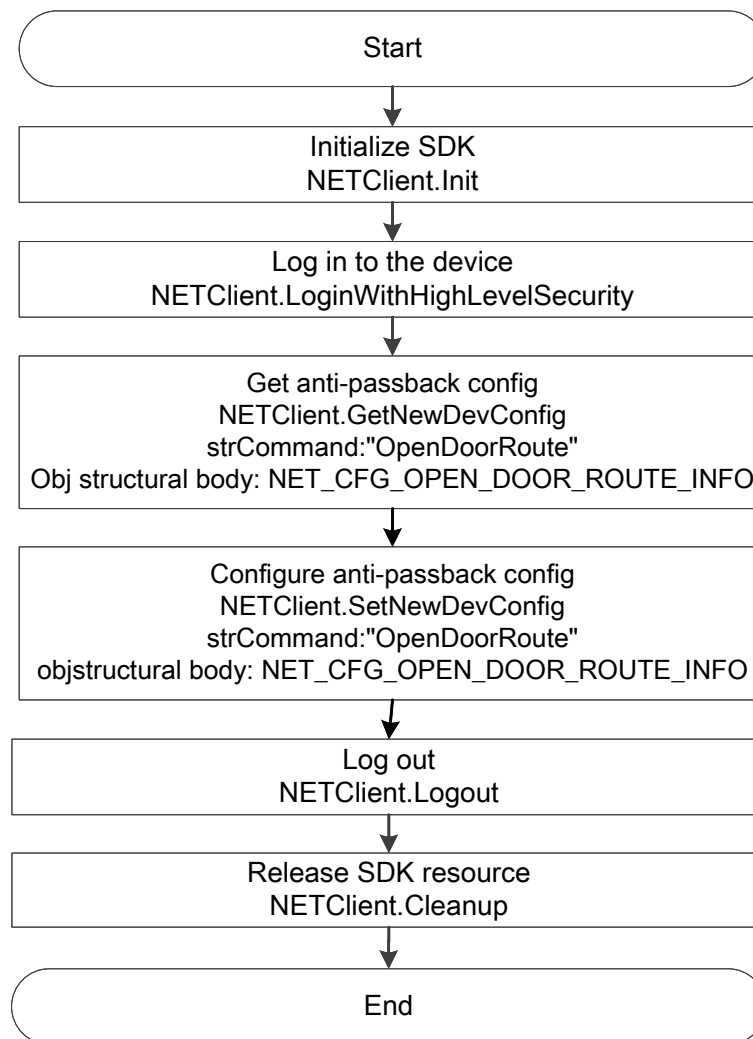 Start
Initialize SDK
NETClient.Init
Log in to the device
NETClient.LoginWithHighLevelSecurity
Get anti-passback config
NETClient.GetNewDevConfig
strCommand:"OpenDoorRoute"
Obj structural body: NET_CFG_OPEN_DOOR_ROUTE_INFO
Configure anti-passback config
NETClient.SetNewDevConfig
strCommand:"OpenDoorRoute"
objstructural body: NET_CFG_OPEN_DOOR_ROUTE_INFO
Log out
NETClient.Logout
Release SDK resource
NETClient.Cleanup
End